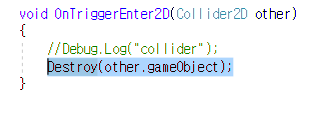 void OnTriggerEnter2D(Collider2D other)
{
    //Debug.Log("collider");
    Destroy(other.gameObject);
}